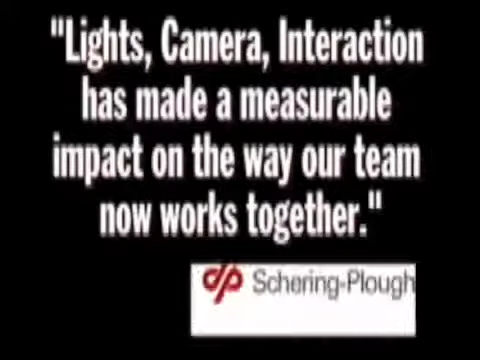 "Lights, Camera, Interaction
has made a measurable
impact on the way our team
now works together."
Schering-Plough